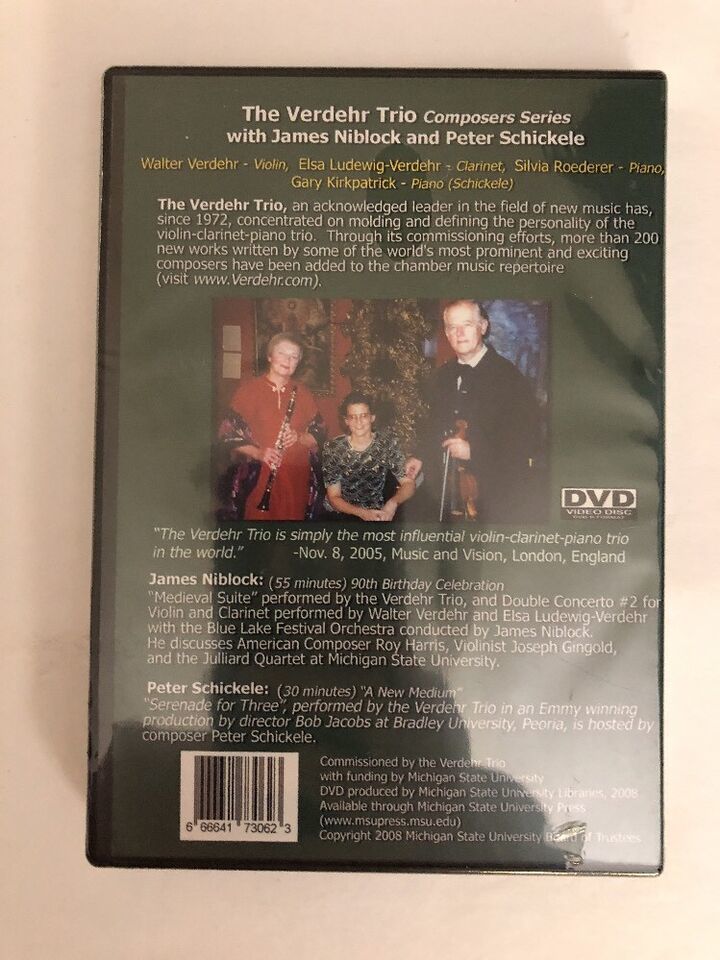 The Verdehr Trio Composers Series
with James Niblock and Peter Schickele
Walter Verdehr - Violin, Elsa Ludewig-Verdehr - Clarinet, Silvia Roederer - Piano,
Gary Kirkpatrick - Piano (Schickele)
The Verdehr Trio, an acknowledged leader in the field of new music has,
since 1972, concentrated on molding and defining the personality of the
violin-clarinet-piano trio. Through its commissioning efforts, more than 200
new works written by some of the world's most prominent and exciting
composers have been added to the chamber music repertoire
(visit www.Verdehr.com).
DVD
VIDEO DISC
"The Verdehr Trio is simply the most influential violin-clarinet-piano trio
in the world." -Nov. 8, 2005, Music and Vision, London, England
James Niblock: (55 minutes) 90th Birthday Celebration
"Medieval Suite" performed by the Verdehr Trio, and Double Concerto #2 for
Violin and Clarinet performed by Walter Verdehr and Elsa Ludewig-Verdehr
with the Blue Lake Festival Orchestra conducted by James Niblock.
He discusses American Composer Roy Harris, Violinist Joseph Gingold,
and the Julliard Quartet at Michigan State University.
Peter Schickele: (30 minutes) "A New Medium"
"Serenade for Three", performed by the Verdehr Trio in an Emmy winning
production by director Bob Jacobs at Bradley University, Peoria, is hosted by
composer Peter Schickele.
Commissioned by the Verdehr Trio
with funding by Michigan State University
DVD produced by Michigan State University Libraries, 2008
Available through Michigan State University Press
(www.msupress.msu.edu)
Copyright 2008 Michigan State University Board of Trustees
6 66641 73062 3